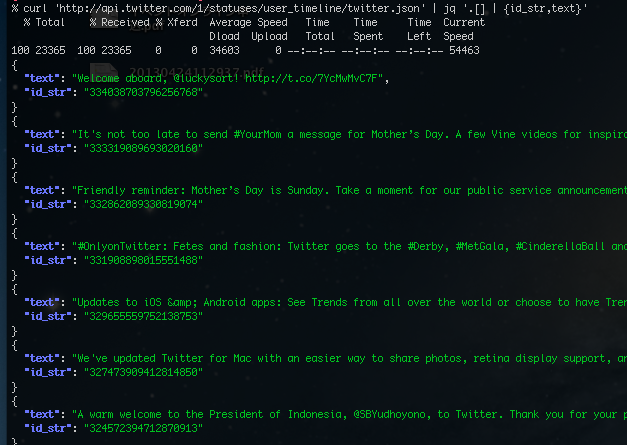 % curl 'http://api.twitter.com/1/statuses/user_timeline/twitter.json' | jq '.[] | {id_str,text}'
% Total % Received % Xferd Average Speed Time Time Time Current
Dload Upload Total Spent Left Speed
100 23365 100 23365 0 0 34603 0 --:--:-- --:--:-- --:--:-- 54463
{
"text": "Welcome aboard, @luckysort! http://t.co/7YcMwMvC7F",
"id_str": "334038703796256768"
20130424112937.pdf
}
{
"text": "It's not too late to send #YourMom a message for Mother's Day. A few Vine videos for inspira
"id_str": "333319089693020160"
}
{
"text": "Friendly reminder: Mother's Day is Sunday. Take a moment for our public service announcement
"id_str": "332862089330819074"
}
{
"text": "#OnlyonTwitter: Fetes and fashion: Twitter goes to the #Derby, #MetGala, #CinderellaBall and
"id_str": "331908898015551488"
}
{
"text": "Updates to iOS &amp; Android apps: See Trends from all over the world or choose to have Tren
"id_str": "329655559752138753"
}
{
"text": "We've updated Twitter for Mac with an easier way to share photos, retina display support, an
"id_str": "327473909412814850"
}
{
"text": "A warm welcome to the President of Indonesia, @SBYudhoyono, to Twitter. Thank you for your p
"id_str": "324572394712870913"
}